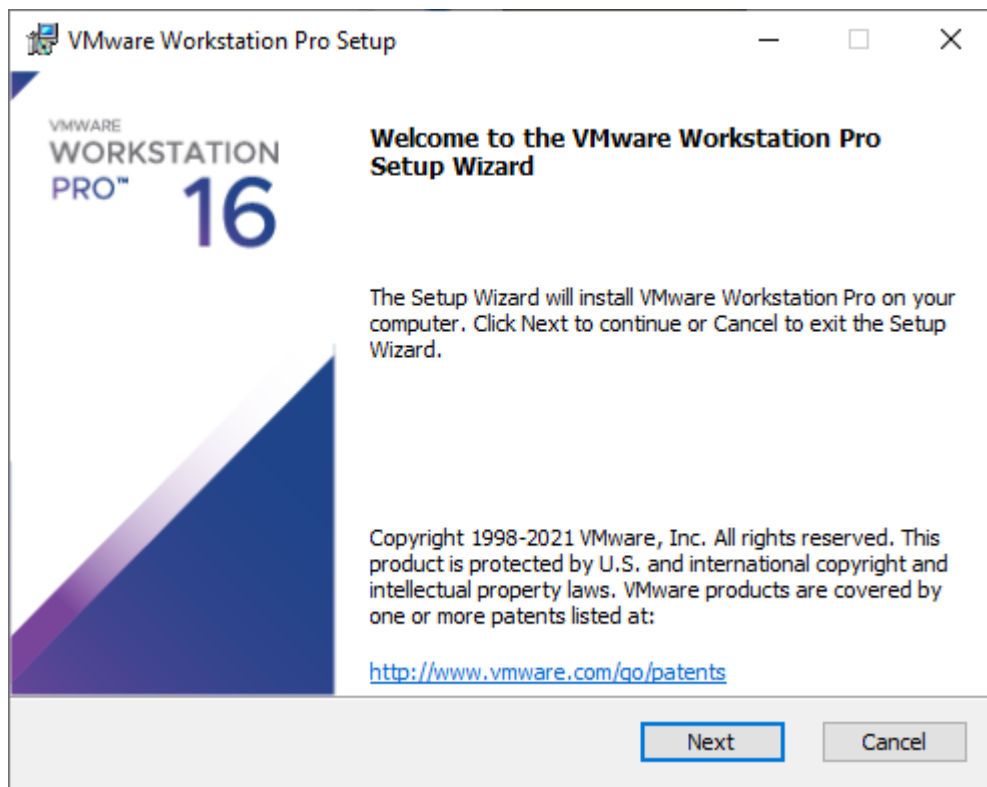 VMware Workstation Pro Setup
VMWARE
WORKSTATION
PRO™ 16
Welcome to the VMware Workstation Pro
Setup Wizard
The Setup Wizard will install VMware Workstation Pro on your
computer. Click Next to continue or Cancel to exit the Setup
Wizard.
Copyright 1998-2021 VMware, Inc. All rights reserved. This
product is protected by U.S. and international copyright and
intellectual property laws. VMware products are covered by
one or more patents listed at:
http://www.vmware.com/go/patents
Next Cancel